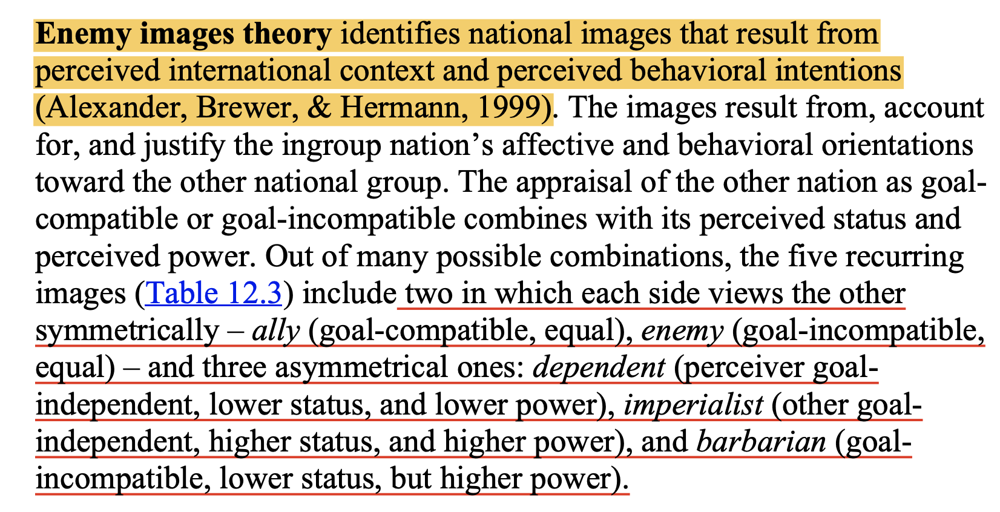 Enemy images theory identifies national images that result from
perceived international context and perceived behavioral intentions
(Alexander, Brewer, & Hermann, 1999). The images result from, account
for, and justify the ingroup nation’s affective and behavioral orientations
toward the other national group. The appraisal of the other nation as goal-
compatible or goal-incompatible combines with its perceived status and
perceived power. Out of many possible combinations, the five recurring
images (Table 12.3) include two in which each side views the other
symmetrically – ally (goal-compatible, equal), enemy (goal-incompatible,
equal) – and three asymmetrical ones: dependent (perceiver goal-
independent, lower status, and lower power), imperialist (other goal-
independent, higher status, and higher power), and barbarian (goal-
incompatible, lower status, but higher power).